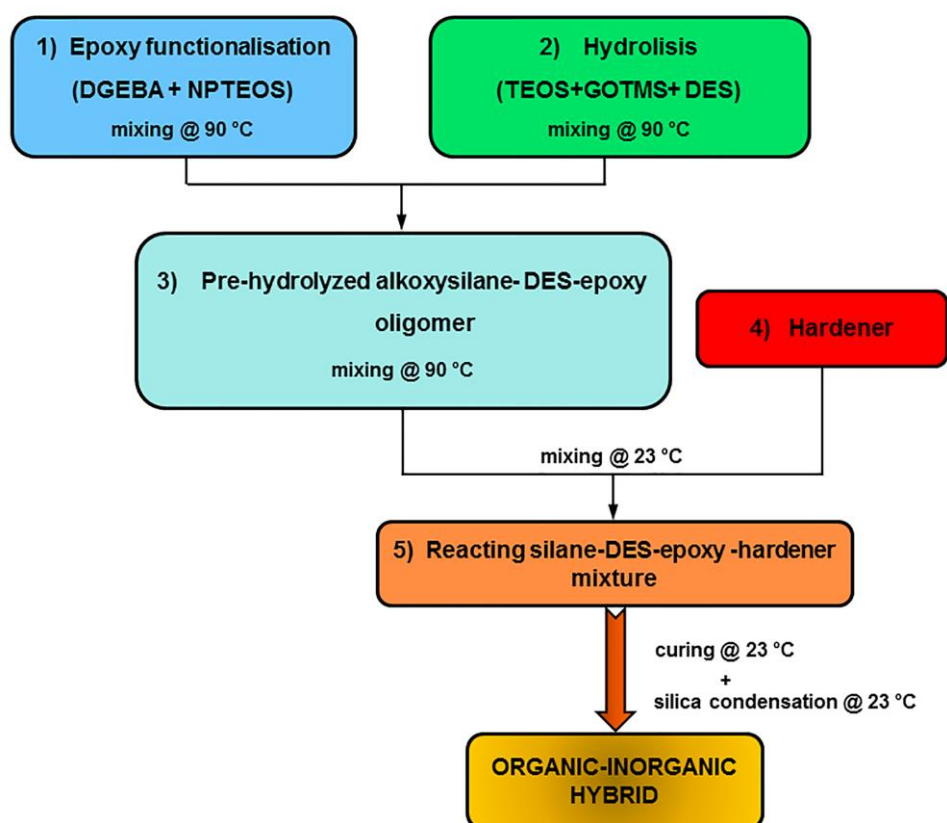 1) Epoxy functionalisation
(DGEBA + NPTEOS)
mixing @ 90 °C
2) Hydrolisis
(TEOS+GOTMS+ DES)
mixing @ 90 °C
3) Pre-hydrolyzed alkoxysilane- DES-epoxy
oligomer
mixing @ 90 °C
4) Hardener
mixing @ 23 °C
5) Reacting silane-DES-epoxy -hardener
mixture
curing @ 23 °C
+
silica condensation @ 23 °C
ORGANIC-INORGANIC
HYBRID